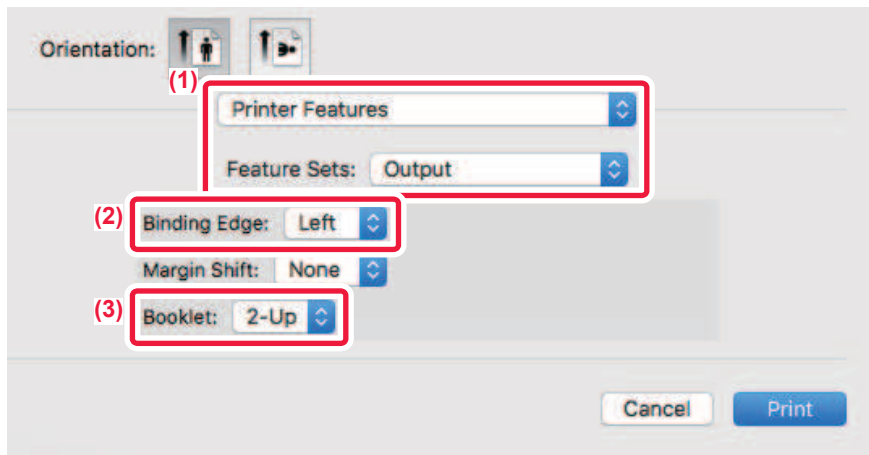 Orientation:
(1)
Printer Features
Feature Sets: Output
(2) Binding Edge: Left
Margin Shift: None
(3) Booklet: 2-Up
Cancel Print